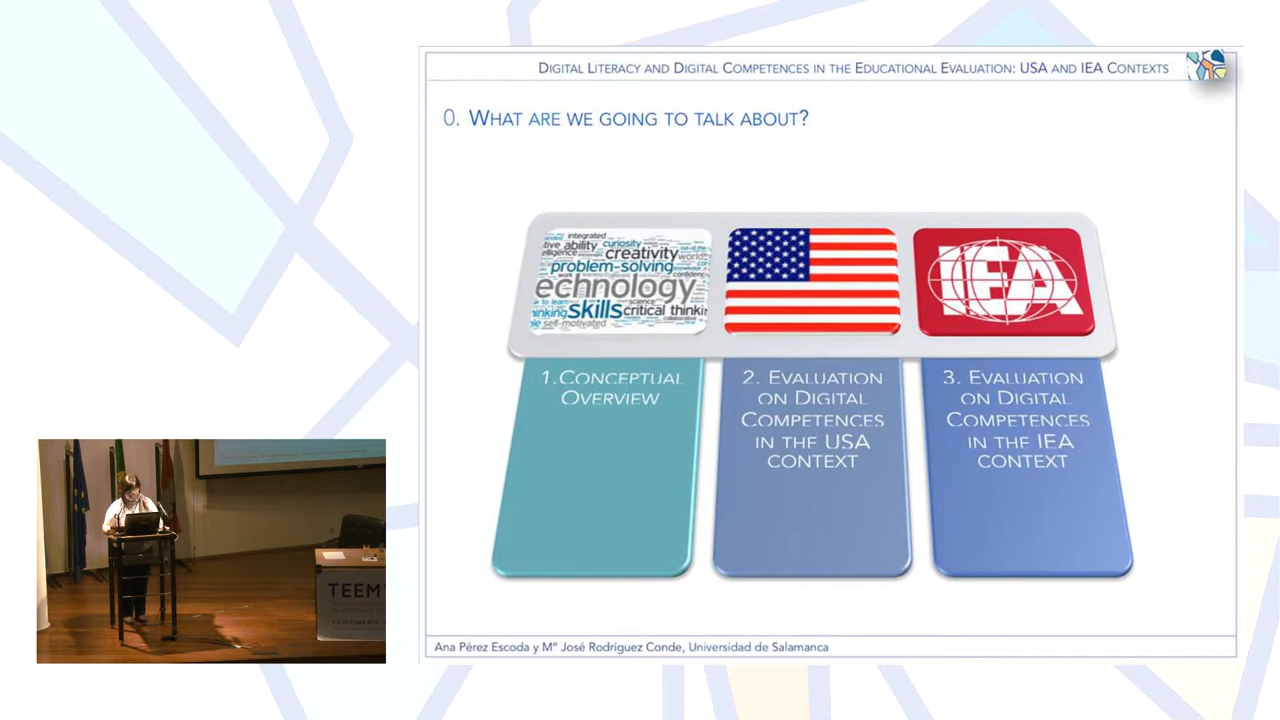 DIGITAL LITERACY AND DIGITAL COMPETENCES IN THE EDUCATIONAL EVALUATION: USA AND IEA CONTEXTS
0. WHAT ARE WE GOING TO TALK ABOUT?
integrated
ability curiosity
creativity
problem-solving
echnology
science
skills critical thinki
self-motivated
IEA
1.CONCEPTUAL
OVERVIEW
2. EVALUATION
ON DIGITAL
COMPETENCES
IN THE USA
CONTEXT
3. EVALUATION
ON DIGITAL
COMPETENCES
IN THE IEA
CONTEXT
TEEM
Ana Pérez Escoda y Mº José Rodríguez Conde, Universidad de Salamanca